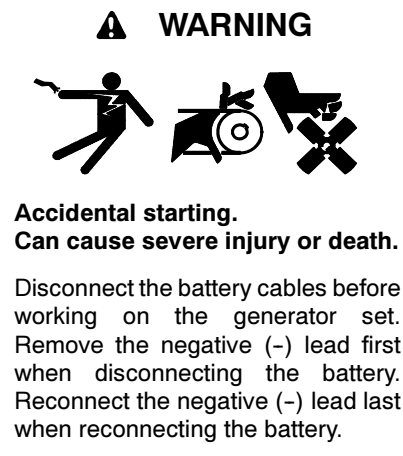 WARNING
Accidental starting.
Can cause severe injury or death.
Disconnect the battery cables before
working on the generator set.
Remove the negative (-) lead first
when disconnecting the battery.
Reconnect the negative (-) lead last
when reconnecting the battery.